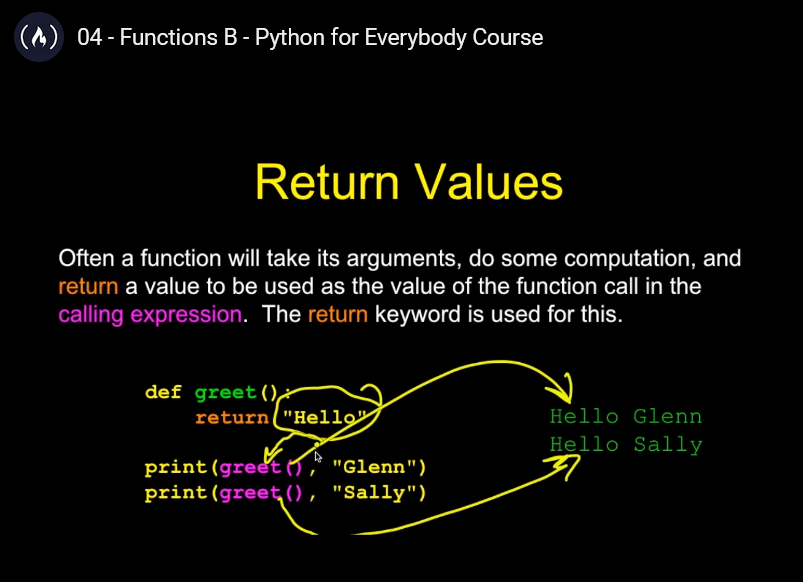 04 - Functions B - Python for Everybody Course
Return Values
Often a function will take its arguments, do some computation, and
return a value to be used as the value of the function call in the
calling expression. The return keyword is used for this.
def greet():
    return "Hello"
print(greet(), "Glenn")
print(greet(), "Sally")
Hello Glenn
Hello Sally